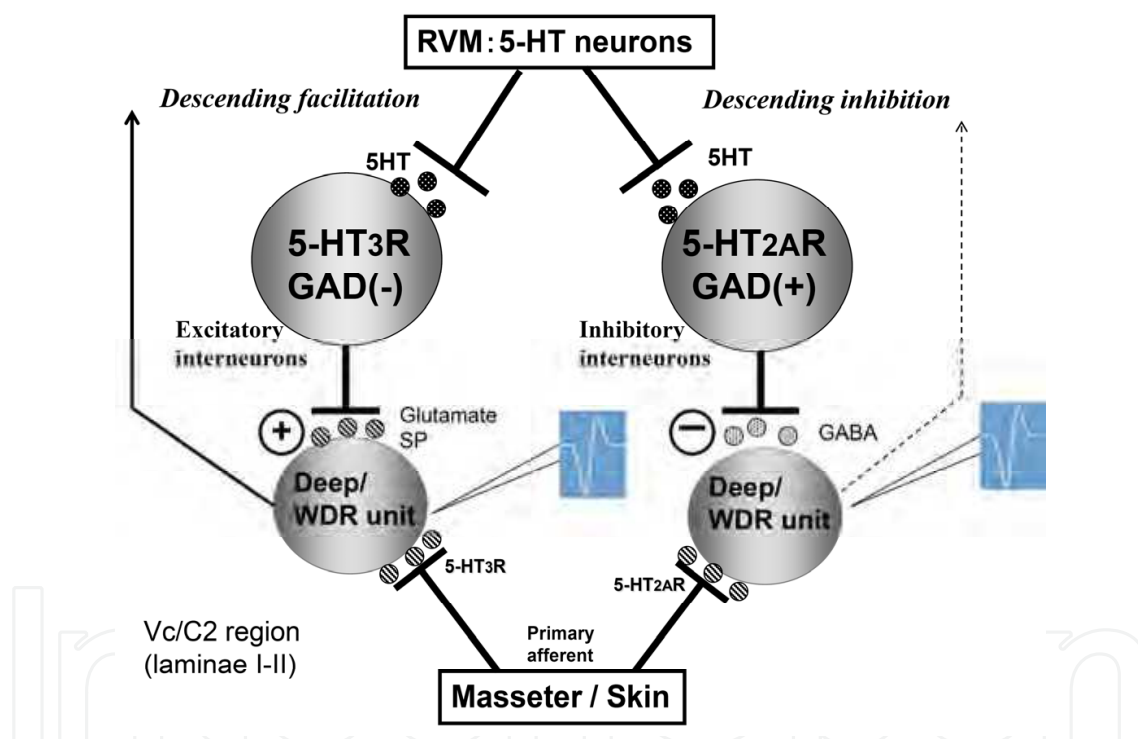 RVM: 5-HT neurons
Descending facilitation
Descending inhibition
5HT
5HT
5-HT3R
GAD(-)
5-HT2AR
GAD(+)
Excitatory
interneurons
Inhibitory
interneurons
+
Glutamate
SP
−
GABA
Deep/
WDR unit
Deep/
WDR unit
5-HT3R
5-HT2AR
Vc/C2 region
(laminae I-II)
Primary
afferent
Masseter / Skin